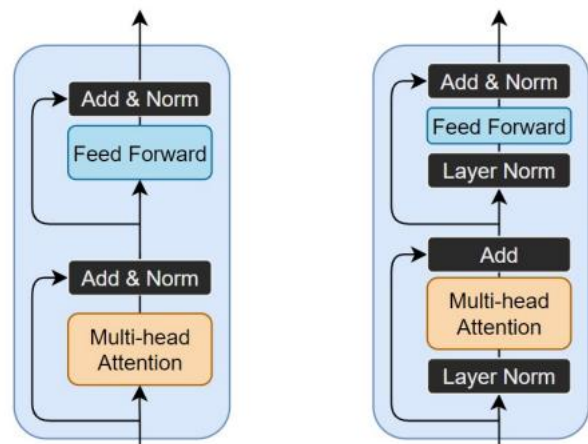 Add & Norm
Feed Forward
Add & Norm
Multi-head
Attention
Add & Norm
Feed Forward
Layer Norm
Add
Multi-head
Attention
Layer Norm